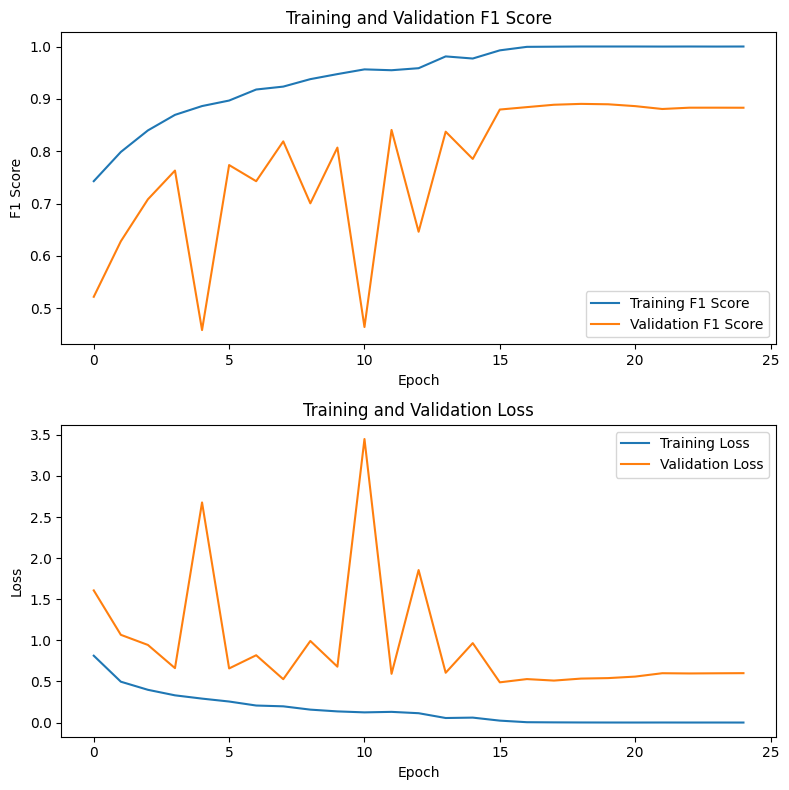 Training and Validation F1 Score
1.0
0.9
0.8
0.7
0.6
0.5
F1 Score
Training F1 Score
Validation F1 Score
0 5 10 15 20 25
Epoch
Training and Validation Loss
3.5
3.0
2.5
2.0
1.5
1.0
0.5
0.0
Loss
Training Loss
Validation Loss
0 5 10 15 20 25
Epoch